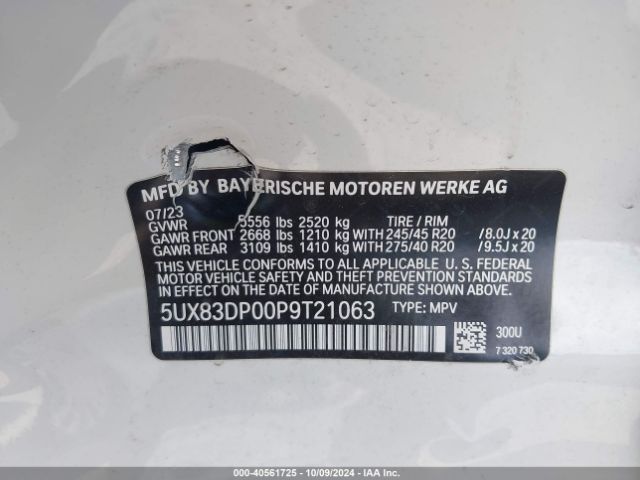 MFD BY BAYERISCHE MOTOREN WERKE AG
07/23
GVWR 5556 lbs 2520 kg TIRE / RIM
GAWR FRONT 2668 lbs 1210 kg WITH 245/45 R20 /8.0J x 20
GAWR REAR 3109 lbs 1410 kg WITH 275/40 R20 /9.5J x 20
THIS VEHICLE CONFORMS TO ALL APPLICABLE U. S. FEDERAL
MOTOR VEHICLE SAFETY AND THEFT PREVENTION STANDARDS IN
EFFECT ON THE DATE OF MANUFACTURE SHOWN ABOVE.
5UX83DP00P9T21063 TYPE: MPV
300U
7 320 730
000-40561725 - 10/09/2024 - IAA Inc.